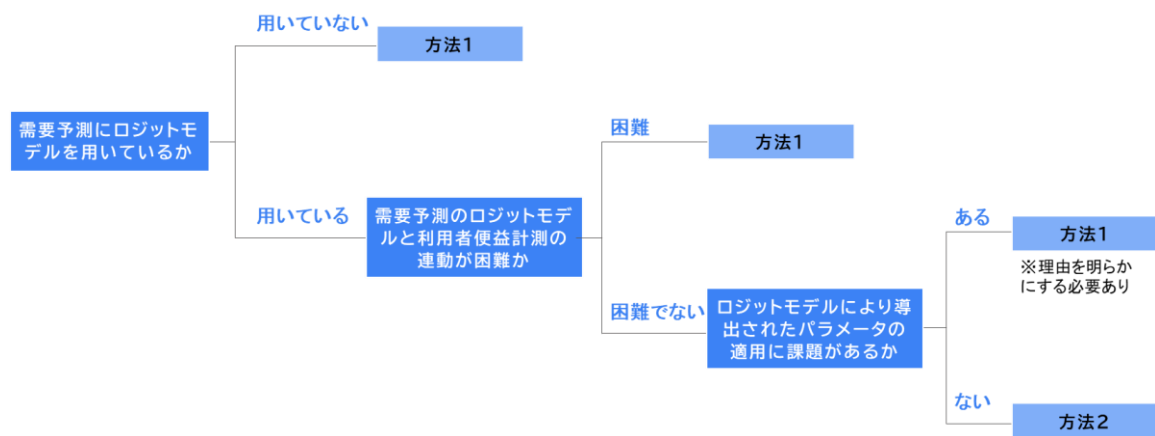 用いていない
方法1
需要予測にロジットモ
デルを用いているか
用いている
需要予測のロジットモデ
ルと利用者便益計測の
連動が困難か
困難
方法1
困難でない
ロジットモデルにより導
出されたパラメータの
適用に課題があるか
ある
方法1
※理由を明らか
にする必要あり
ない
方法2